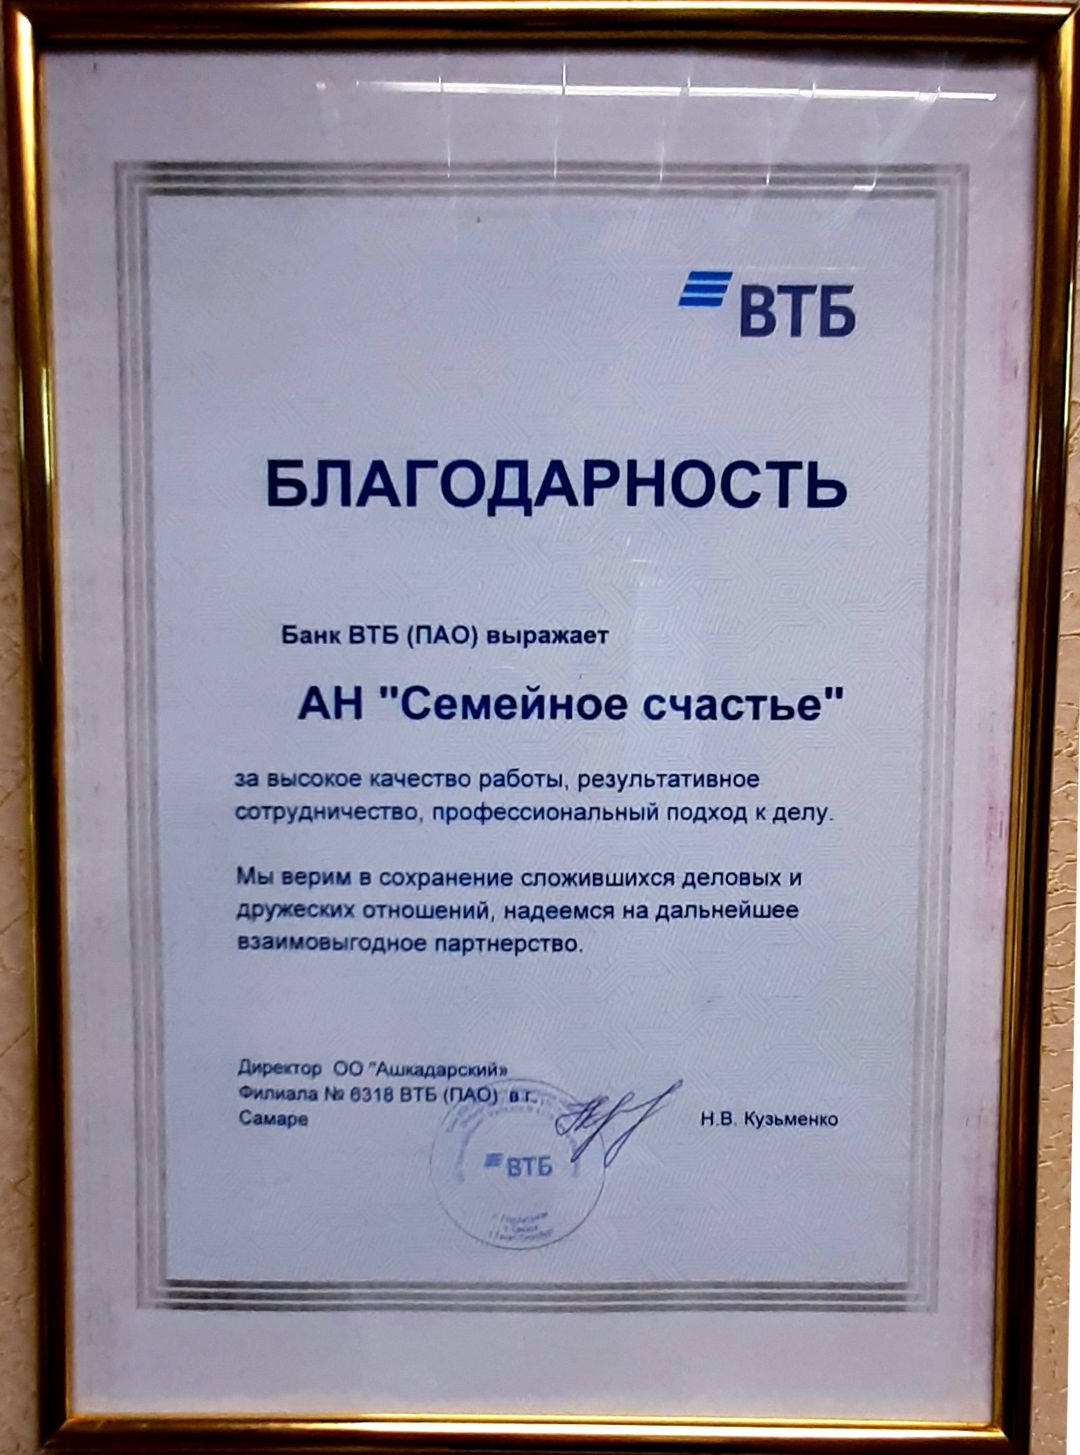 ВТБ
БЛАГОДАРНОСТЬ
Банк ВТБ (ПАО) выражает
АН "Семейное счастье"
за высокое качество работы, результативное
сотрудничество, профессиональный подход к делу.
Мы верим в сохранение сложившихся деловых и
дружеских отношений, надеемся на дальнейшее
взаимовыгодное партнерство.
Директор ОО "Ашкадарский»
Филиала № 6318 ВТБ (ПАО) в г.
Самаре
Н.В. Кузьменко
ВТБ